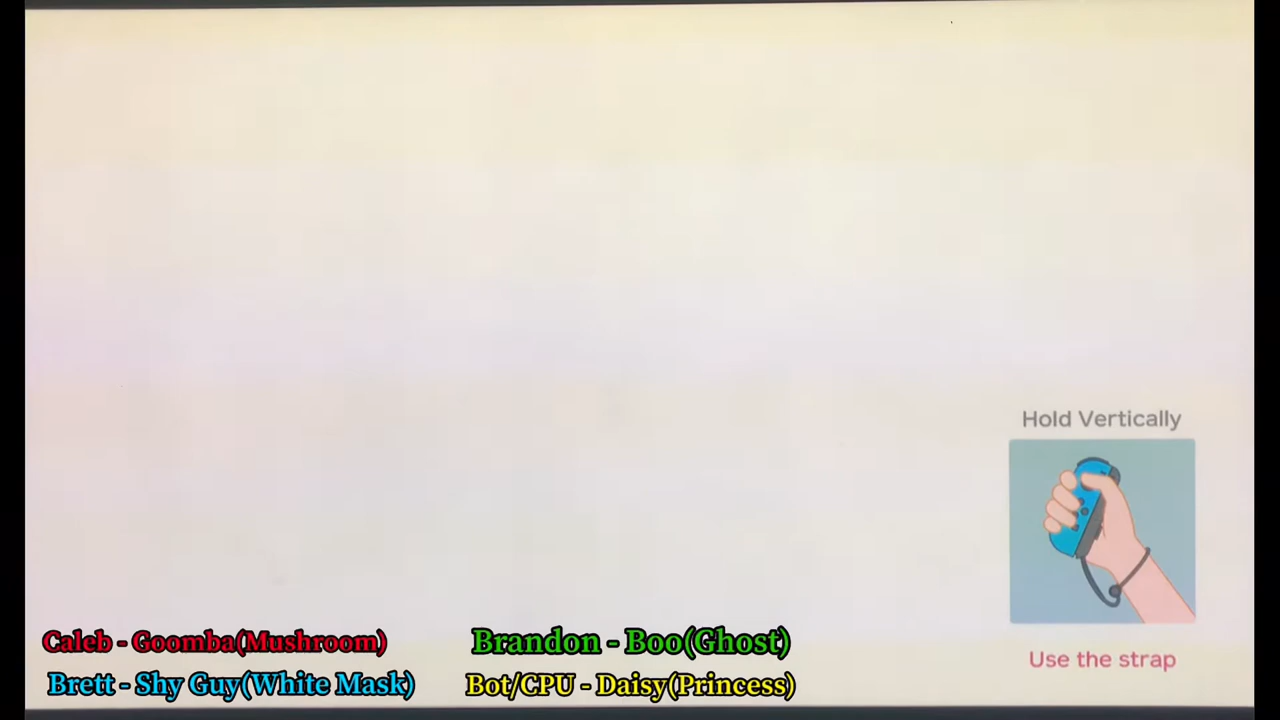 Hold Vertically
Use the strap
Caleb - Goomba(Mushroom)
Brandon - Boo(Ghost)
Brett - Shy Guy(White Mask)
Bot/CPU - Daisy(Princess)